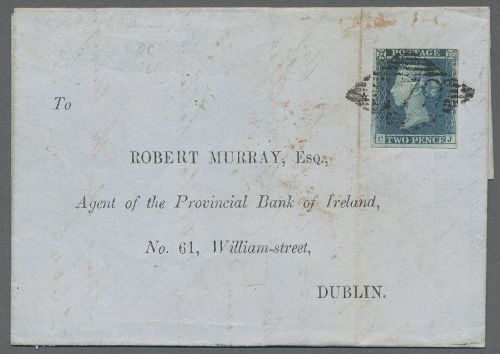 POSTAGE
TWO PENCE
To
ROBERT MURRAY, Esq.,
Agent of the Provincial Bank of Ireland,
No. 61, William-street,
DUBLIN.